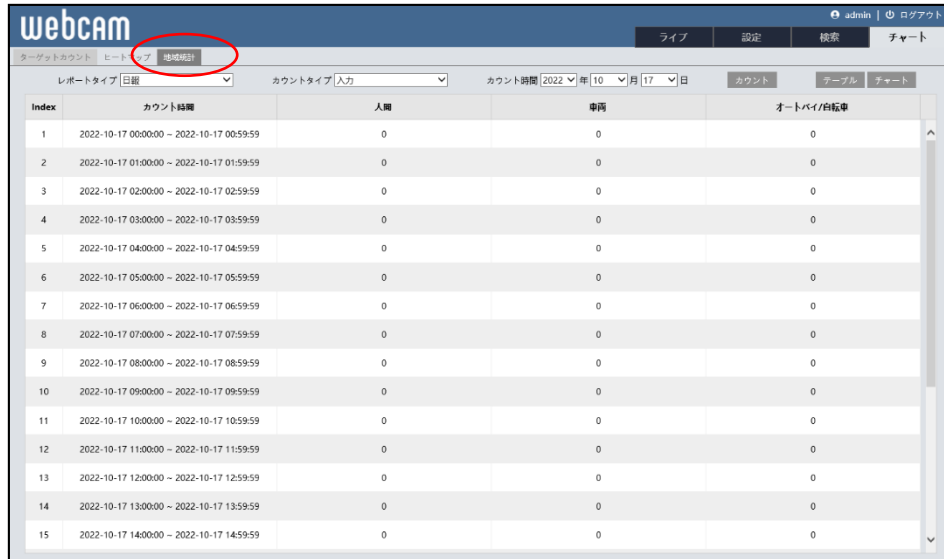 webcam
admin | ログアウト
ライブ 設定 検索 チャート
ターゲットカウント ヒートマップ 地域統計
レポートタイプ 日報 カウントタイプ 入力 カウント時間 2022 年 10 月 17 日 カウント テーブル チャート
Index カウント時間 人間 車両 オートバイ/自転車
1 2022-10-17 00:00:00 ~ 2022-10-17 00:59:59 0 0 0
2 2022-10-17 01:00:00 ~ 2022-10-17 01:59:59 0 0 0
3 2022-10-17 02:00:00 ~ 2022-10-17 02:59:59 0 0 0
4 2022-10-17 03:00:00 ~ 2022-10-17 03:59:59 0 0 0
5 2022-10-17 04:00:00 ~ 2022-10-17 04:59:59 0 0 0
6 2022-10-17 05:00:00 ~ 2022-10-17 05:59:59 0 0 0
7 2022-10-17 06:00:00 ~ 2022-10-17 06:59:59 0 0 0
8 2022-10-17 07:00:00 ~ 2022-10-17 07:59:59 0 0 0
9 2022-10-17 08:00:00 ~ 2022-10-17 08:59:59 0 0 0
10 2022-10-17 09:00:00 ~ 2022-10-17 09:59:59 0 0 0
11 2022-10-17 10:00:00 ~ 2022-10-17 10:59:59 0 0 0
12 2022-10-17 11:00:00 ~ 2022-10-17 11:59:59 0 0 0
13 2022-10-17 12:00:00 ~ 2022-10-17 12:59:59 0 0 0
14 2022-10-17 13:00:00 ~ 2022-10-17 13:59:59 0 0 0
15 2022-10-17 14:00:00 ~ 2022-10-17 14:59:59 0 0 0